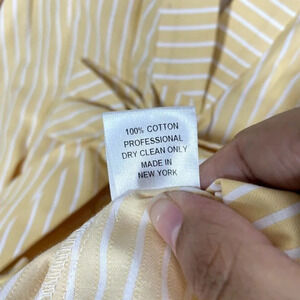 100% COTTON
PROFESSIONAL
DRY CLEAN ONLY
MADE IN
NEW YORK